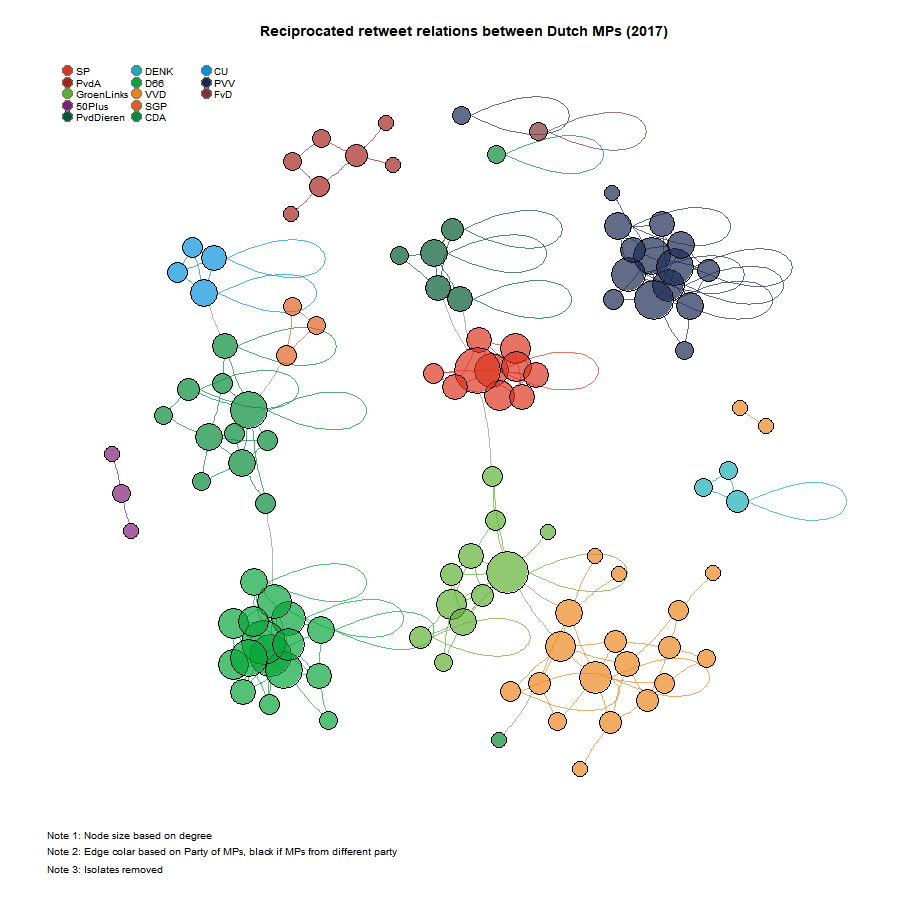 Reciprocated retweet relations between Dutch MPs (2017)
SP DENK CU
PvdA D66 PVV
GroenLinks VVD FvD
50Plus SGP
PvdDieren CDA
Note 1: Node size based on degree
Note 2: Edge colar based on Party of MPs, black if MPs from different party
Note 3: Isolates removed